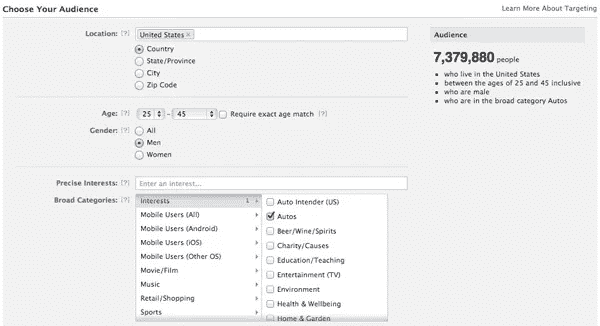 Choose Your Audience
Learn More About Targeting
Location: [?]
United States ×
Country
State/Province
City
Zip Code
Age: [?] 25 – 45 Require exact age match [?]
Gender: [?]
All
Men
Women
Precise Interests: [?] Enter an interest...
Broad Categories: [?]
Interests 1
Mobile Users (All)
Mobile Users (Android)
Mobile Users (iOS)
Mobile Users (Other OS)
Movie/Film
Music
Retail/Shopping
Sports
Auto Intender (US)
Autos
Beer/Wine/Spirits
Charity/Causes
Education/Teaching
Entertainment (TV)
Environment
Health & Wellbeing
Home & Garden
Audience
7,379,880 people
who live in the United States
between the ages of 25 and 45 inclusive
who are male
who are in the broad category Autos